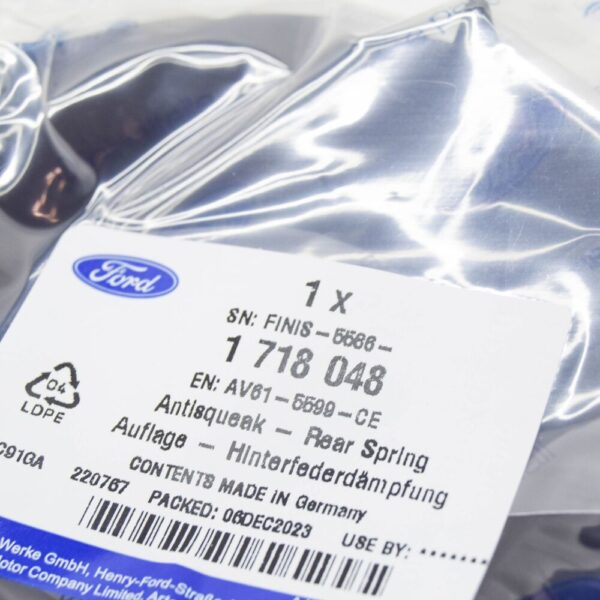 Ford
1 X
SN: FINIS-5586-
1 718 048
EN: AV61-5599-CE
Antisqueak - Rear Spring
Auflage - Hinterfederdämpfung
04
LDPE
C91GA
220767
CONTENTS MADE IN Germany
PACKED: 06DEC2023
USE BY: ******
Werke GmbH, Henry-Ford-Straße
Motor Company Limited,